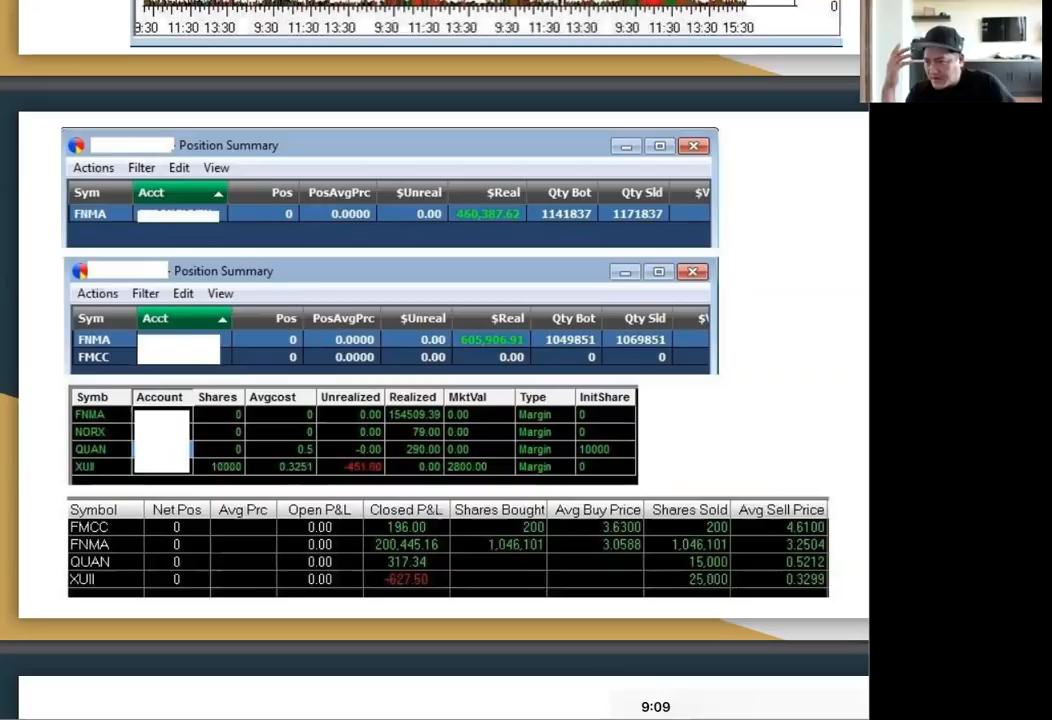 0
9:30 11:30 13:30 9:30 11:30 13:30 9:30 11:30 13:30 9:30 11:30 13:30 9:30 11:30 13:30 15:30
- Position Summary
Actions Filter Edit View
Sym Acct Pos PosAvgPrc $Unreal $Real Qty Bot Qty Sld $V
FNMA 0 0.0000 0.00 460,387.62 1141837 1171837
- Position Summary
Actions Filter Edit View
Sym Acct Pos PosAvgPrc $Unreal $Real Qty Bot Qty Sld $V
FNMA 0 0.0000 0.00 605,906.91 1049851 1069851
FMCC 0 0.0000 0.00 0.00 0 0
Symb Account Shares Avgcost Unrealized Realized MktVal Type InitShare
FNMA 0 0 0.00 154509.39 0.00 Margin 0
NORX 0 0 0.00 79.00 0.00 Margin 0
QUAN 0 0.5 -0.00 290.00 0.00 Margin 10000
XUII 10000 0.3251 -451.00 0.00 2800.00 Margin 0
Symbol Net Pos Avg Prc Open P&L Closed P&L Shares Bought Avg Buy Price Shares Sold Avg Sell Price
FMCC 0 0.00 196.00 200 3.6300 200 4.6100
FNMA 0 0.00 200,445.16 1,046,101 3.0588 1,046,101 3.2504
QUAN 0 0.00 317.34 15,000 0.5212
XUII 0 0.00 -627.50 25,000 0.3299
9:09